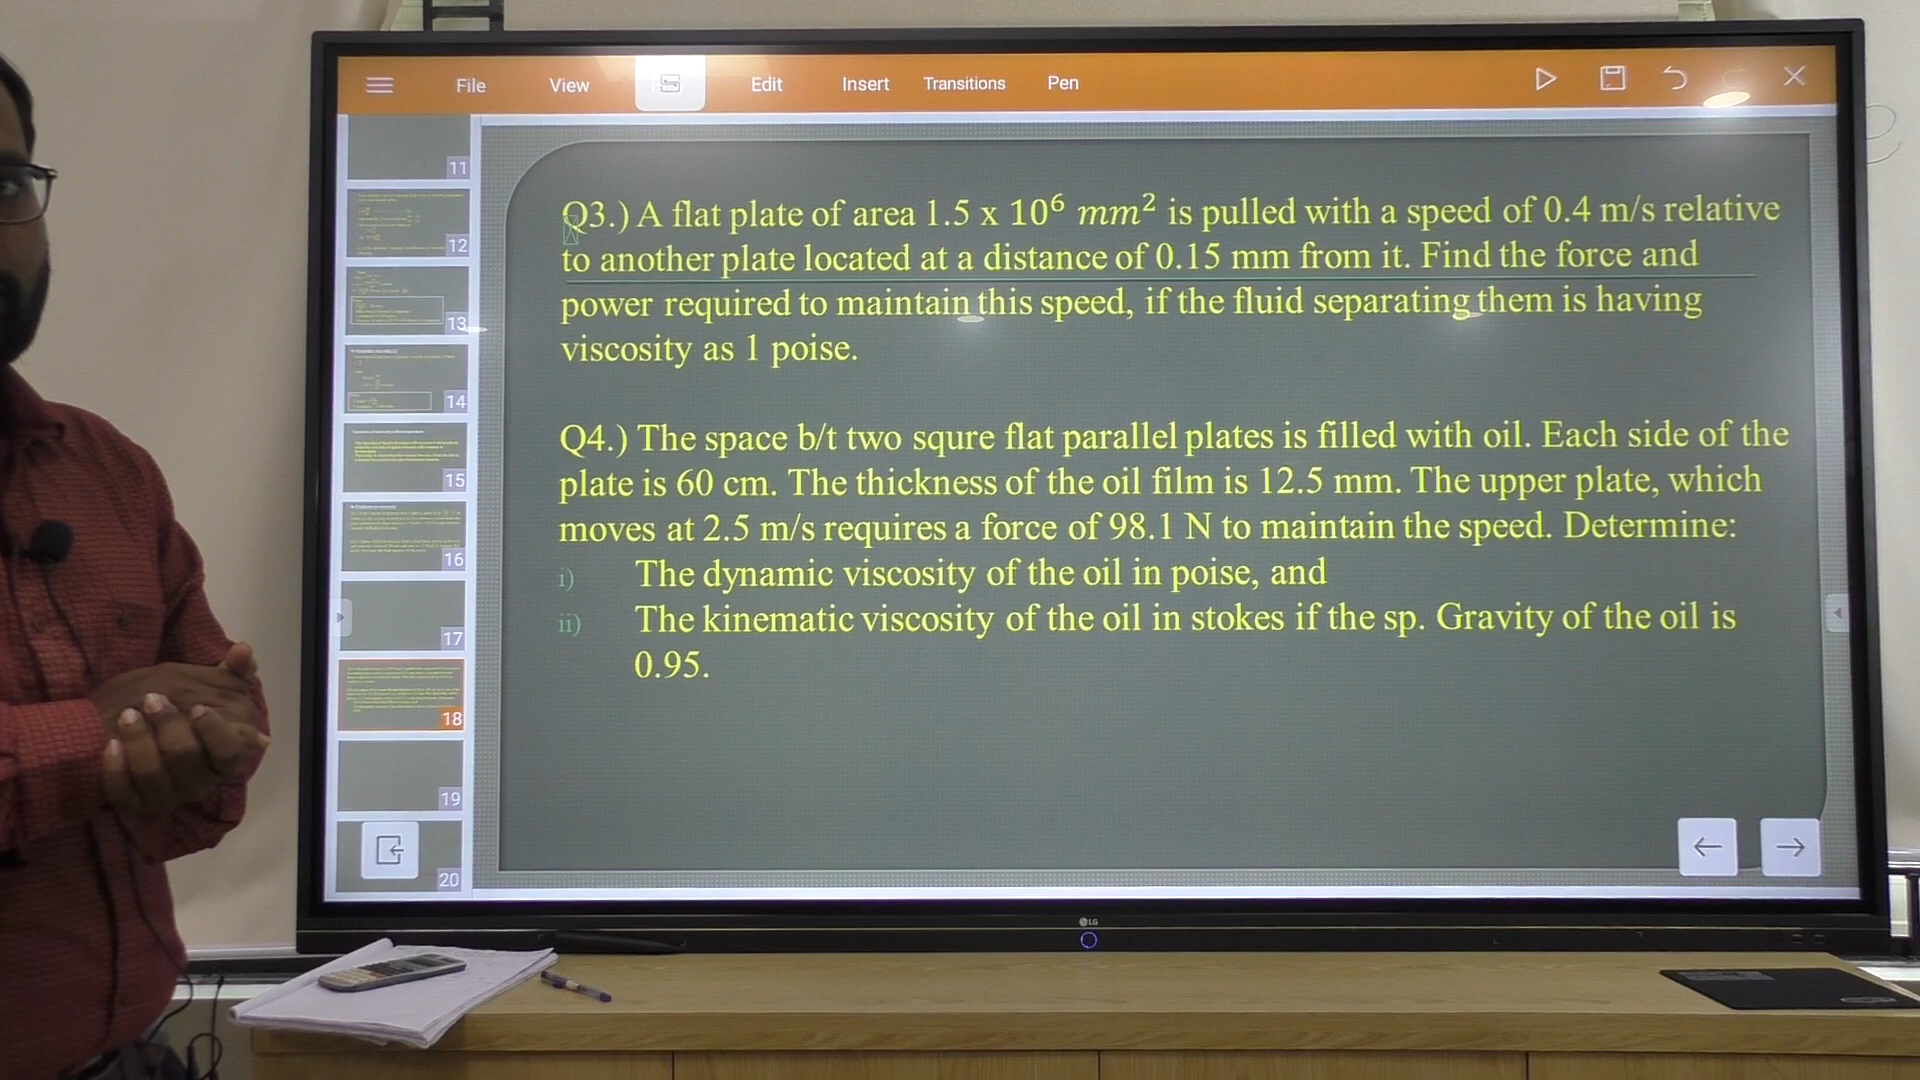 File View Edit Insert Transitions Pen
11
12
13
14
15
16
17
18
19
20
Q3.) A flat plate of area 1.5 x 10⁶ mm² is pulled with a speed of 0.4 m/s relative
to another plate located at a distance of 0.15 mm from it. Find the force and
power required to maintain this speed, if the fluid separating them is having
viscosity as 1 poise.
Q4.) The space b/t two squre flat parallel plates is filled with oil. Each side of the
plate is 60 cm. The thickness of the oil film is 12.5 mm. The upper plate, which
moves at 2.5 m/s requires a force of 98.1 N to maintain the speed. Determine:
i) The dynamic viscosity of the oil in poise, and
ii) The kinematic viscosity of the oil in stokes if the sp. Gravity of the oil is
0.95.
LG